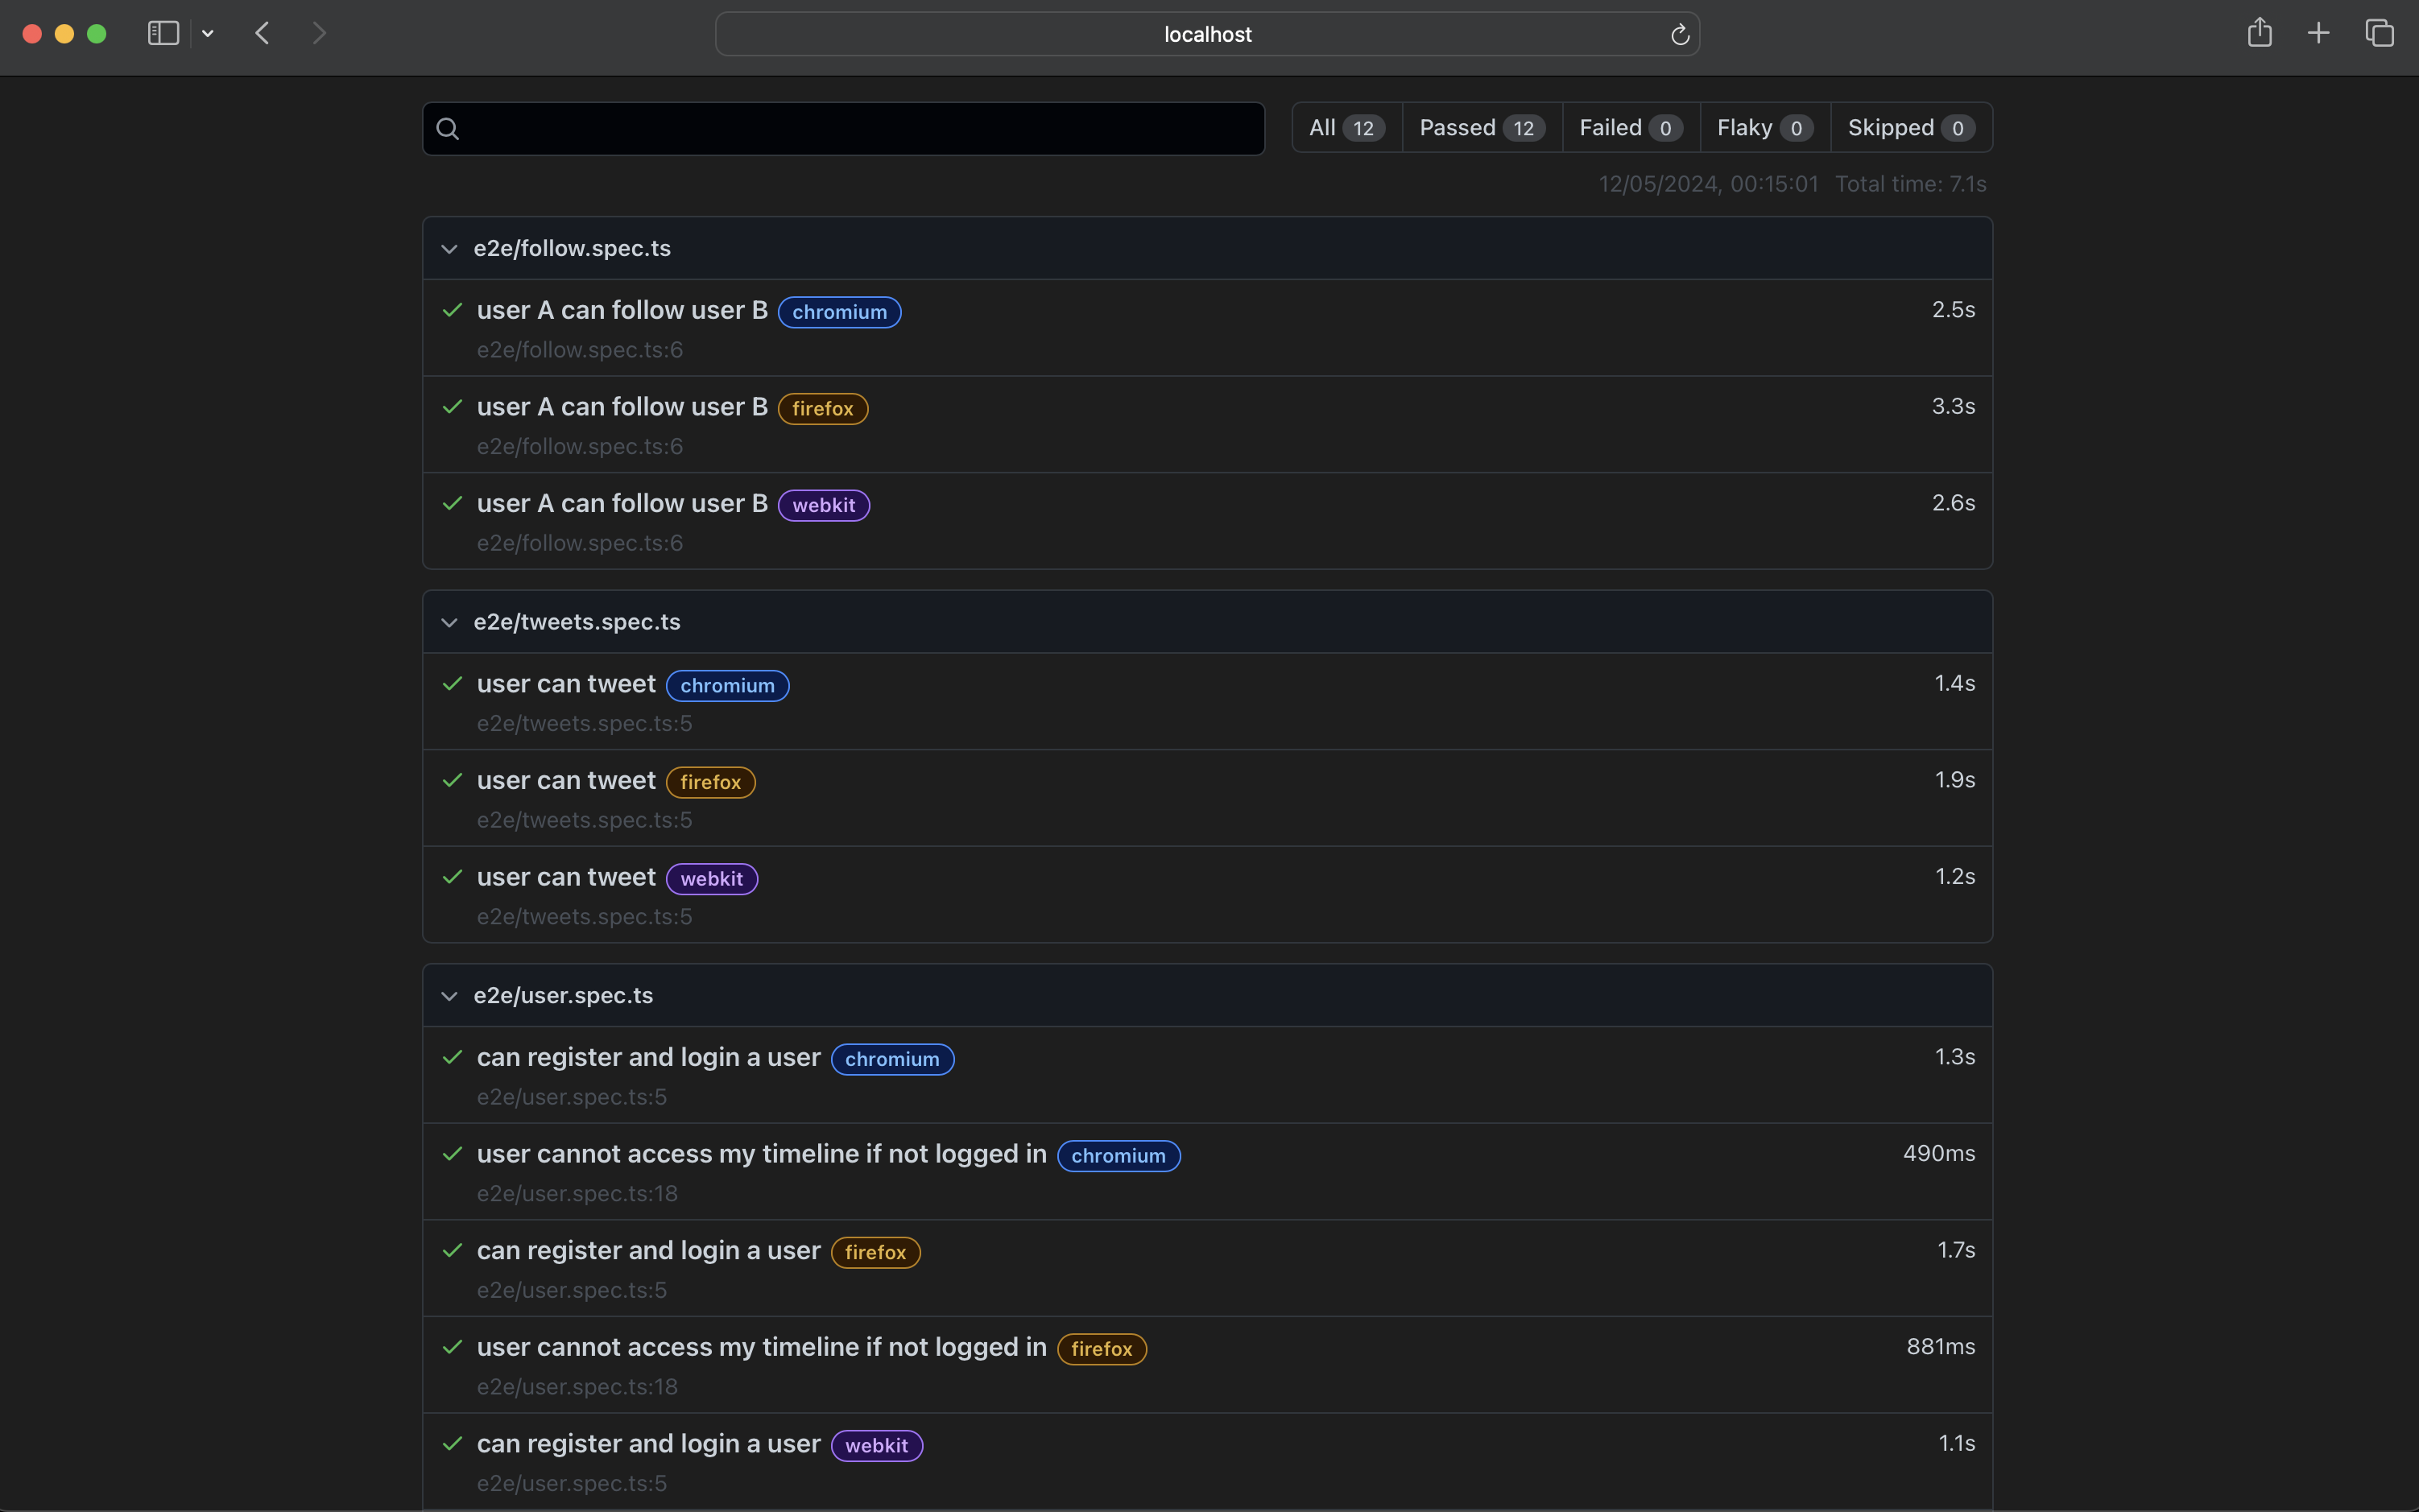 localhost
All 12 Passed 12 Failed 0 Flaky 0 Skipped 0
12/05/2024, 00:15:01 Total time: 7.1s
e2e/follow.spec.ts
user A can follow user B chromium 2.5s
e2e/follow.spec.ts:6
user A can follow user B firefox 3.3s
e2e/follow.spec.ts:6
user A can follow user B webkit 2.6s
e2e/follow.spec.ts:6
e2e/tweets.spec.ts
user can tweet chromium 1.4s
e2e/tweets.spec.ts:5
user can tweet firefox 1.9s
e2e/tweets.spec.ts:5
user can tweet webkit 1.2s
e2e/tweets.spec.ts:5
e2e/user.spec.ts
can register and login a user chromium 1.3s
e2e/user.spec.ts:5
user cannot access my timeline if not logged in chromium 490ms
e2e/user.spec.ts:18
can register and login a user firefox 1.7s
e2e/user.spec.ts:5
user cannot access my timeline if not logged in firefox 881ms
e2e/user.spec.ts:18
can register and login a user webkit 1.1s
e2e/user.spec.ts:5